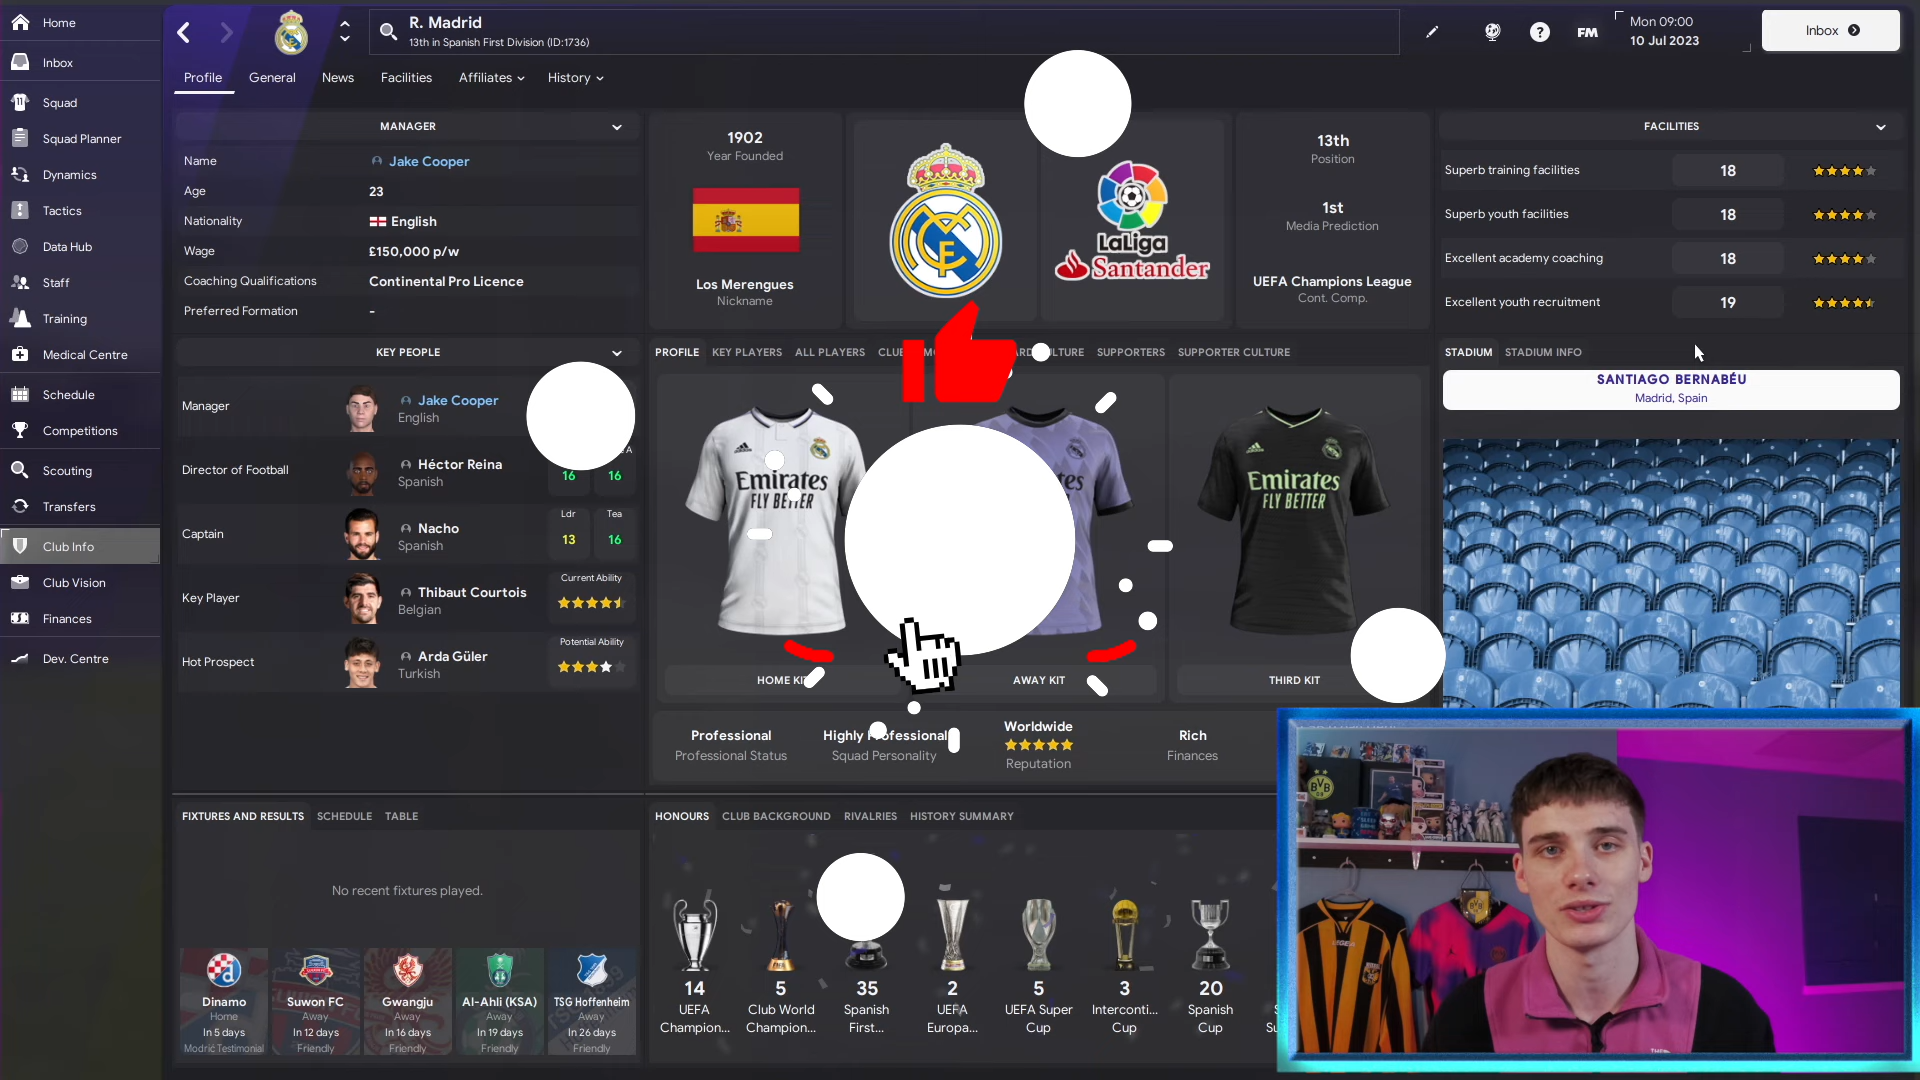 Home
Inbox
Squad
Squad Planner
Dynamics
Tactics
Data Hub
Staff
Training
Medical Centre
Schedule
Competitions
Scouting
Transfers
Club Info
Club Vision
Finances
Dev. Centre
R. Madrid
13th in Spanish First Division (ID:1736)
FM
Mon 09:00
10 Jul 2023
Inbox
Profile
General
News
Facilities
Affiliates
History
MANAGER
Name
Jake Cooper
Age
23
Nationality
English
Wage
£150,000 p/w
Coaching Qualifications
Continental Pro Licence
Preferred Formation
-
1902
Year Founded
Los Merengues
Nickname
LaLiga
Santander
13th
Position
1st
Media Prediction
UEFA Champions League
Cont. Comp.
FACILITIES
Superb training facilities
18
Superb youth facilities
18
Excellent academy coaching
18
Excellent youth recruitment
19
KEY PEOPLE
Manager
Jake Cooper
English
Director of Football
Héctor Reina
Spanish
16
16
Captain
Nacho
Spanish
Ldr
13
Tea
16
Key Player
Thibaut Courtois
Belgian
Current Ability
Hot Prospect
Arda Güler
Turkish
Potential Ability
PROFILE
KEY PLAYERS
ALL PLAYERS
SUPPORTERS
SUPPORTER CULTURE
Emirates
FLY BETTER
Emirates
FLY BETTER
HOME KIT
AWAY KIT
THIRD KIT
Professional
Professional Status
Highly Professional
Squad Personality
Worldwide
Reputation
Rich
Finances
STADIUM
STADIUM INFO
SANTIAGO BERNABÉU
Madrid, Spain
FIXTURES AND RESULTS
SCHEDULE
TABLE
No recent fixtures played.
Dinamo
Home
In 5 days
Modrić Testimonial
Suwon FC
Away
In 12 days
Friendly
Gwangju
Away
In 16 days
Friendly
Al-Ahli (KSA)
Away
In 19 days
Friendly
TSG Hoffenheim
Away
In 26 days
Friendly
HONOURS
CLUB BACKGROUND
RIVALRIES
HISTORY SUMMARY
14
UEFA
Champion...
5
Club World
Champion...
35
Spanish
First...
2
UEFA
Europa...
5
UEFA Super
Cup
3
Interconti...
Cup
20
Spanish
Cup
BVB